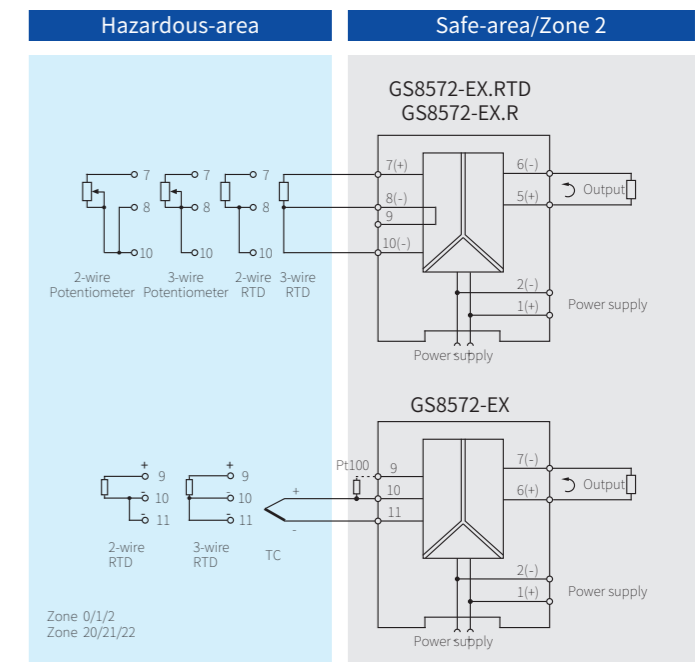 Hazardous-area
Safe-area/Zone 2
GS8572-EX.RTD
GS8572-EX.R
7 7 7
8 8 8
10 10 10
2-wire
Potentiometer
3-wire
Potentiometer
2-wire
RTD
3-wire
RTD
7(+)
8(-)
9
10(-)
6(-)
5(+)
Output
2(-)
1(+)
Power supply
- +
Power supply
GS8572-EX
+ 9
- 10
- 11
2-wire
RTD
+ 9
- 10
- 11
3-wire
RTD
+
-
TC
Pt100
9
10
11
7(-)
6(+)
Output
2(-)
1(+)
Power supply
- +
Power supply
Zone 0/1/2
Zone 20/21/22